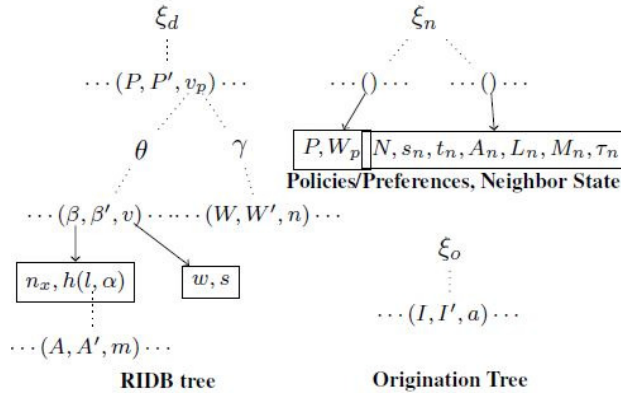 ξ_d
⋯(P, P′, v_p)⋯
θ γ
⋯(β, β′, v)⋯⋯(W, W′, n)⋯
n_x, h(l, α)
w, s
⋯(A, A′, m)⋯
RIDB tree
ξ_n
⋯()⋯ ⋯()⋯
P, W_p
N, s_n, t_n, A_n, L_n, M_n, τ_n
Policies/Preferences, Neighbor State
ξ_o
⋯(I, I′, a)⋯
Origination Tree